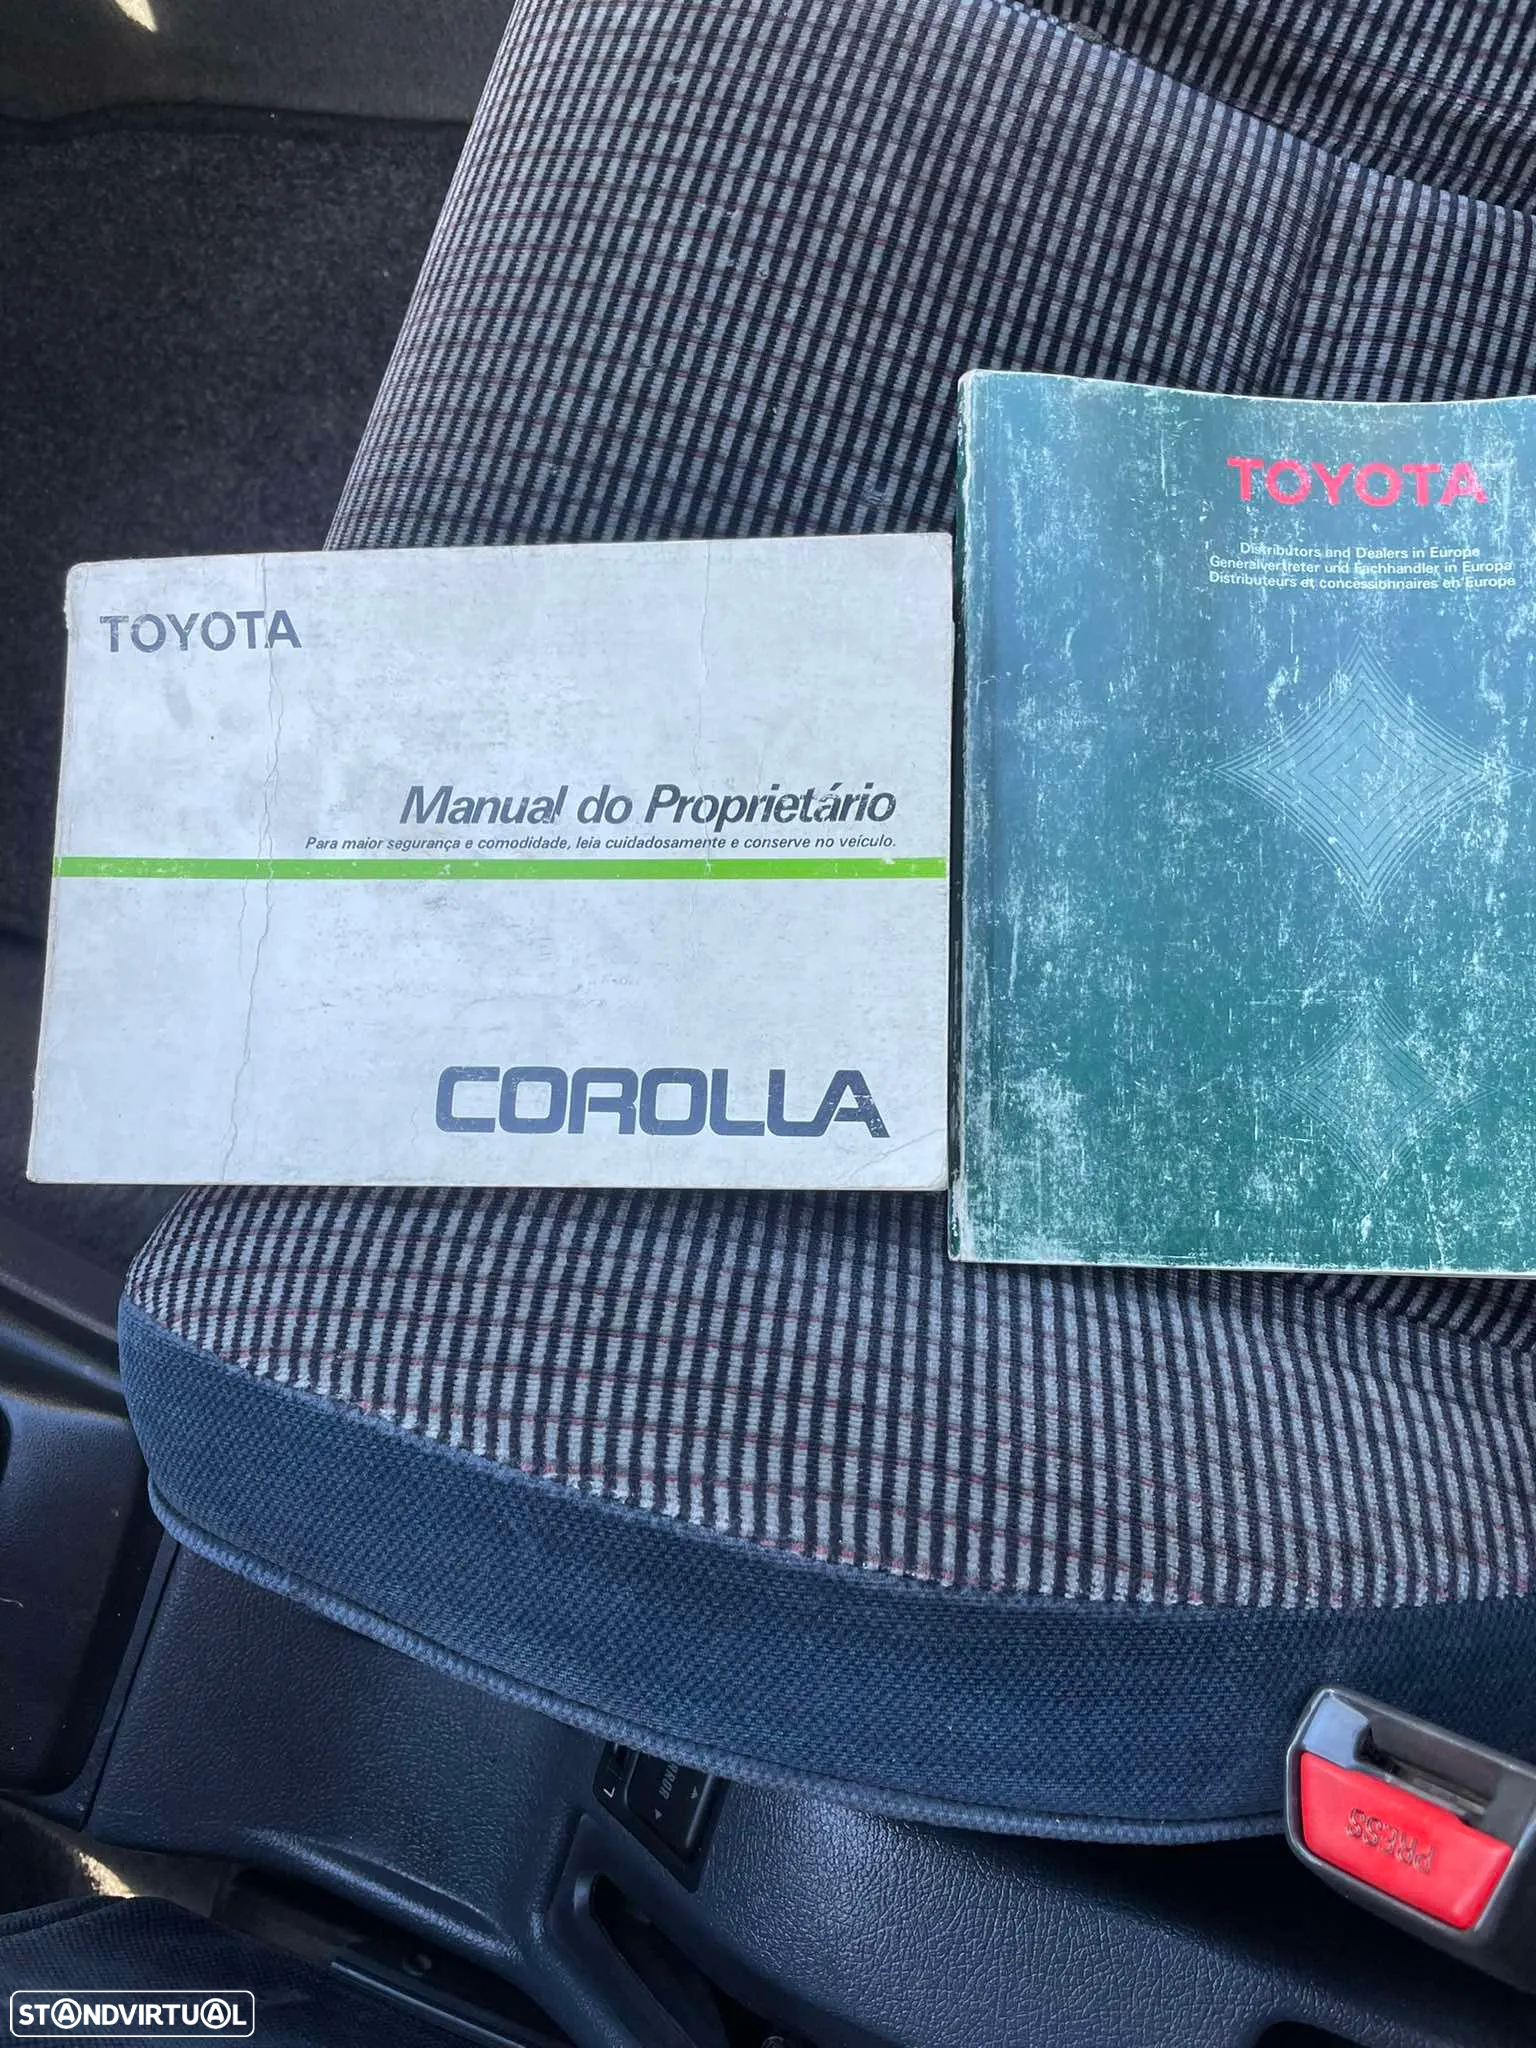 TOYOTA
Manual do Proprietário
Para maior segurança e comodidade, leia cuidadosamente e conserve no veículo.
COROLLA
TOYOTA
Distributors and Dealers in Europe
Generalvertreter und Fachhandler in Europa
Distributeurs et concessionnaires en Europe
L
MIRROR
PRESS
STANDVIRTUAL